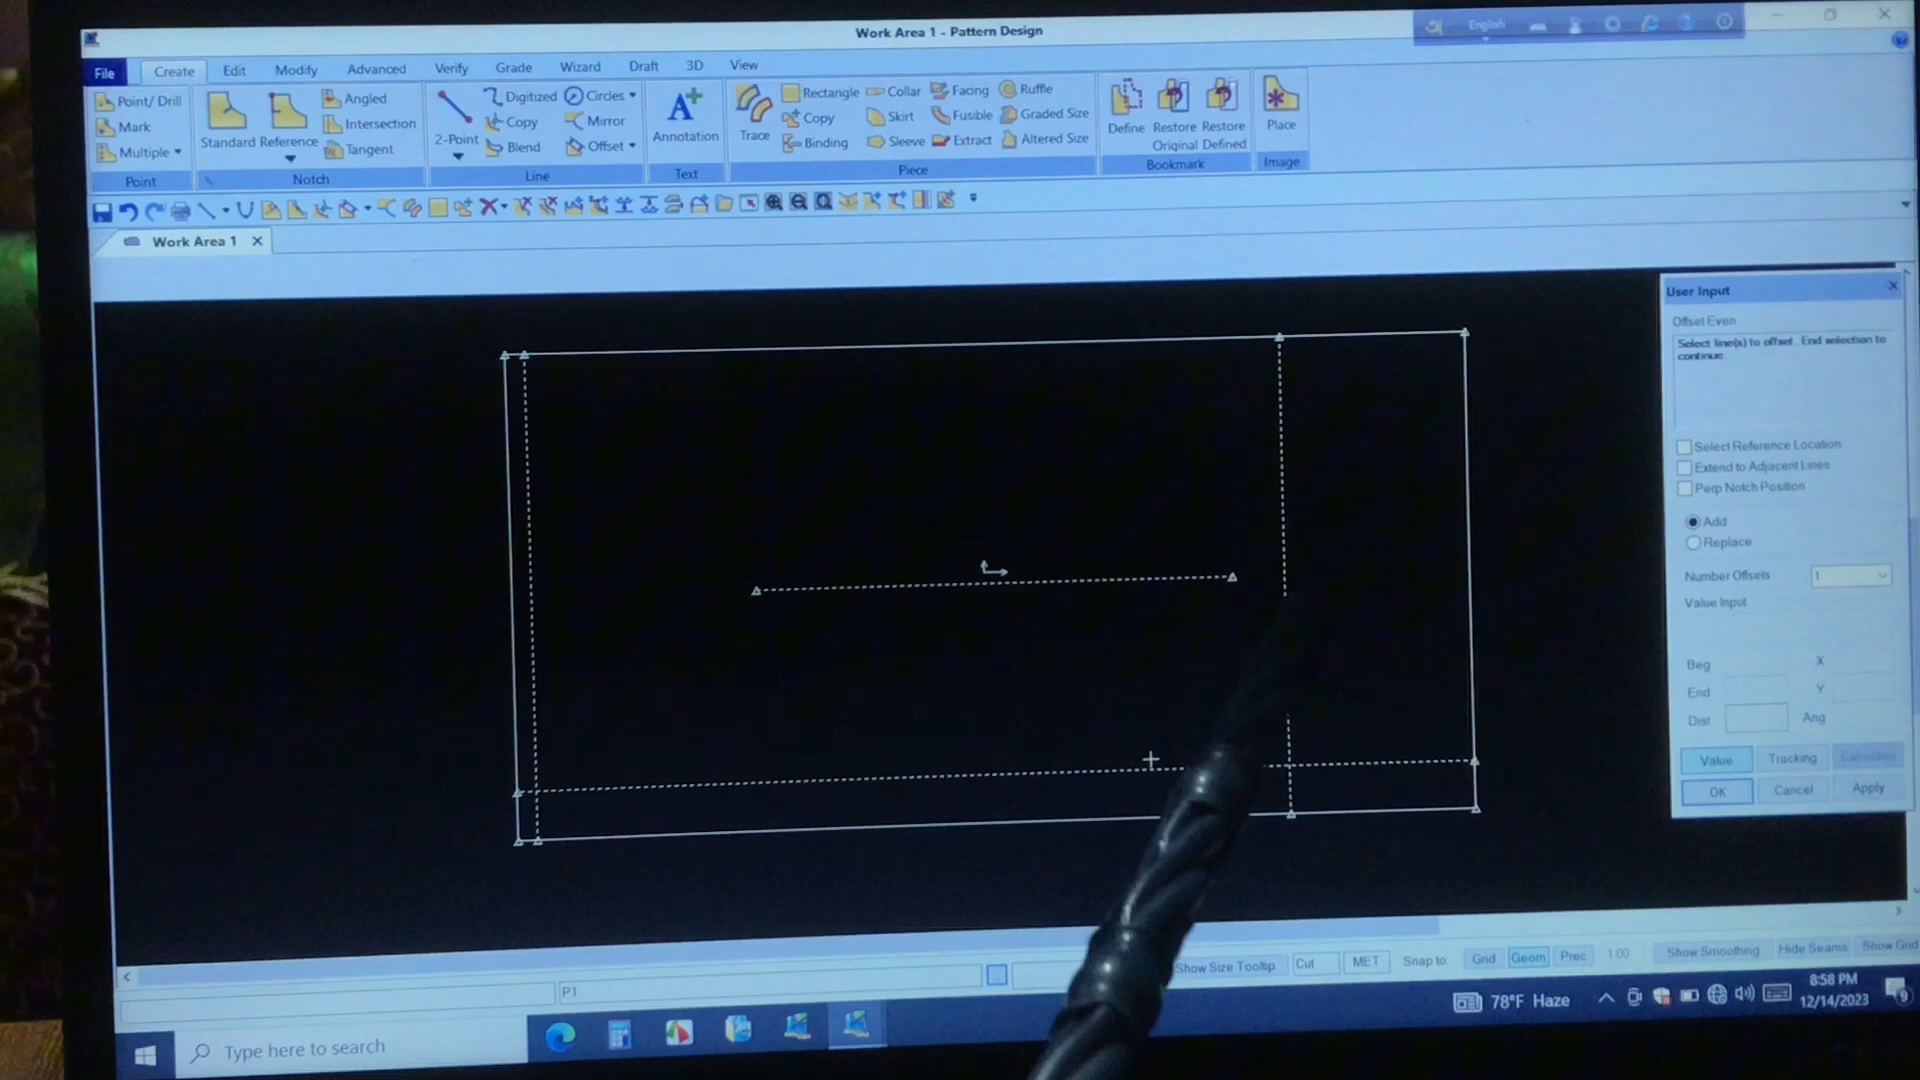 Work Area 1 - Pattern Design
English
File Create Edit Modify Advanced Verify Grade Wizard Draft 3D View
Point/ Drill
Mark
Multiple
Point
Standard Reference
Angled
Intersection
Tangent
Notch
2-Point
Digitized Circles
Copy Mirror
Blend Offset
Line
Annotation
Text
Trace
Rectangle Collar Facing Ruffle
Copy Skirt Fusible Graded Size
Binding Sleeve Extract Altered Size
Piece
Define Restore Restore
Original Defined
Bookmark
Place
Image
Work Area 1
User Input
Offset Even
Select line(s) to offset. End selection to
continue.
Select Reference Location
Extend to Adjacent Lines
Perp Notch Position
Add
Replace
Number Offsets 1
Value Input
Beg X
End Y
Dist Ang
Value Tracking
OK Cancel Apply
Show Size Tooltip Cut MET Snap to: Grid Geom Prec 1.00 Show Smoothing Hide Seams Show Grid
P1
Type here to search
78°F Haze
8:58 PM
12/14/2023
9